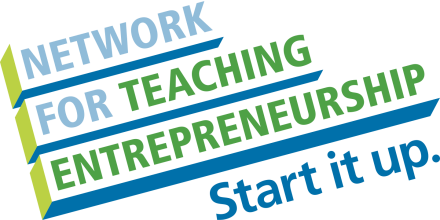 NETWORK
FOR TEACHING
ENTREPRENEURSHIP
Start it up.